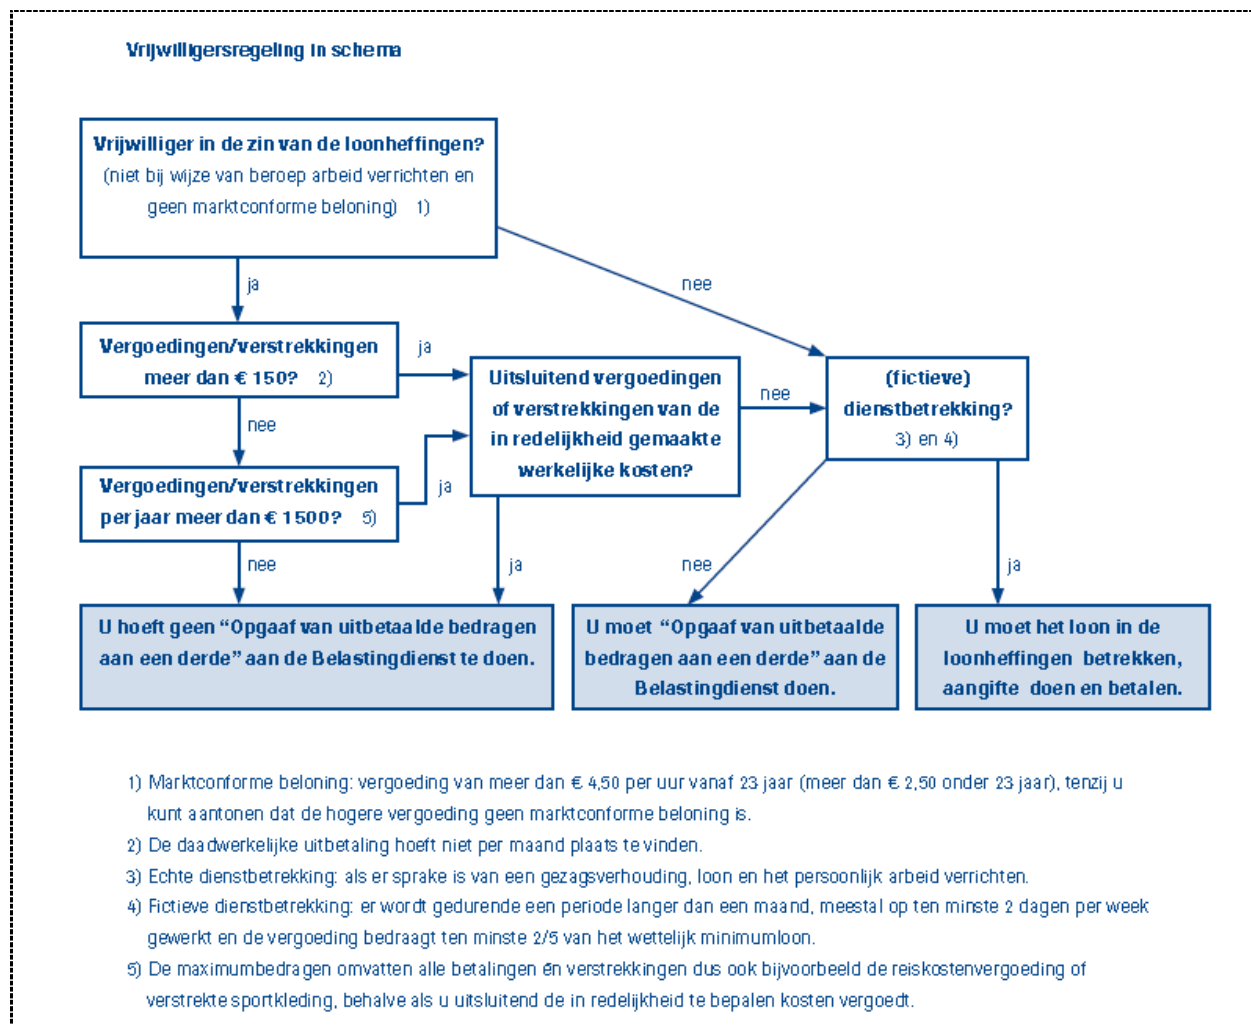 Vrijwilligersregeling in schema
Vrijwilliger in de zin van de loonheffingen?
(niet bij wijze van beroep arbeid verrichten en
geen marktconforme beloning) 1)
ja
nee
Vergoedingen/verstrekkingen
meer dan € 150? 2)
ja
nee
Uitsluitend vergoedingen
of verstrekkingen van de
in redelijkheid gemaakte
werkelijke kosten?
nee
(fictieve)
dienstbetrekking?
3) en 4)
Vergoedingen/verstrekkingen
per jaar meer dan € 1500? 5)
ja
nee
ja
nee
ja
U hoeft geen “Opgaaf van uitbetaalde bedragen
aan een derde” aan de Belastingdienst te doen.
U moet “Opgaaf van uitbetaalde
bedragen aan een derde” aan de
Belastingdienst doen.
U moet het loon in de
loonheffingen betrekken,
aangifte doen en betalen.
1) Marktconforme beloning: vergoeding van meer dan € 4,50 per uur vanaf 23 jaar (meer dan € 2,50 onder 23 jaar), tenzij u
kunt aantonen dat de hogere vergoeding geen marktconforme beloning is.
2) De daadwerkelijke uitbetaling hoeft niet per maand plaats te vinden.
3) Echte dienstbetrekking: als er sprake is van een gezagsverhouding, loon en het persoonlijk arbeid verrichten.
4) Fictieve dienstbetrekking: er wordt gedurende een periode langer dan een maand, meestal op ten minste 2 dagen per week
gewerkt en de vergoeding bedraagt ten minste 2/5 van het wettelijk minimumloon.
5) De maximumbedragen omvatten alle betalingen én verstrekkingen dus ook bijvoorbeeld de reiskostenvergoeding of
verstrekte sportkleding, behalve als u uitsluitend de in redelijkheid te bepalen kosten vergoedt.